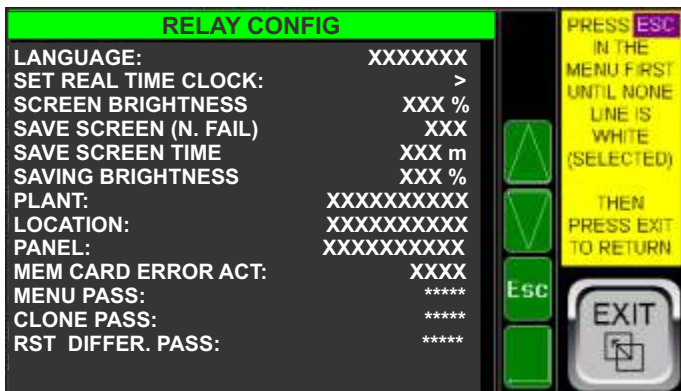 RELAY CONFIG
LANGUAGE: XXXXXXX
SET REAL TIME CLOCK: >
SCREEN BRIGHTNESS XXX %
SAVE SCREEN (N. FAIL) XXX
SAVE SCREEN TIME XXX m
SAVING BRIGHTNESS XXX %
PLANT: XXXXXXXXXX
LOCATION: XXXXXXXXXX
PANEL: XXXXXXXXXX
MEM CARD ERROR ACT: XXXX
MENU PASS: *****
CLONE PASS: *****
RST DIFFER. PASS: *****
Esc
PRESS ESC
IN THE
MENU FIRST
UNTIL NONE
LINE IS
WHITE
(SELECTED)
THEN
PRESS EXIT
TO RETURN
EXIT